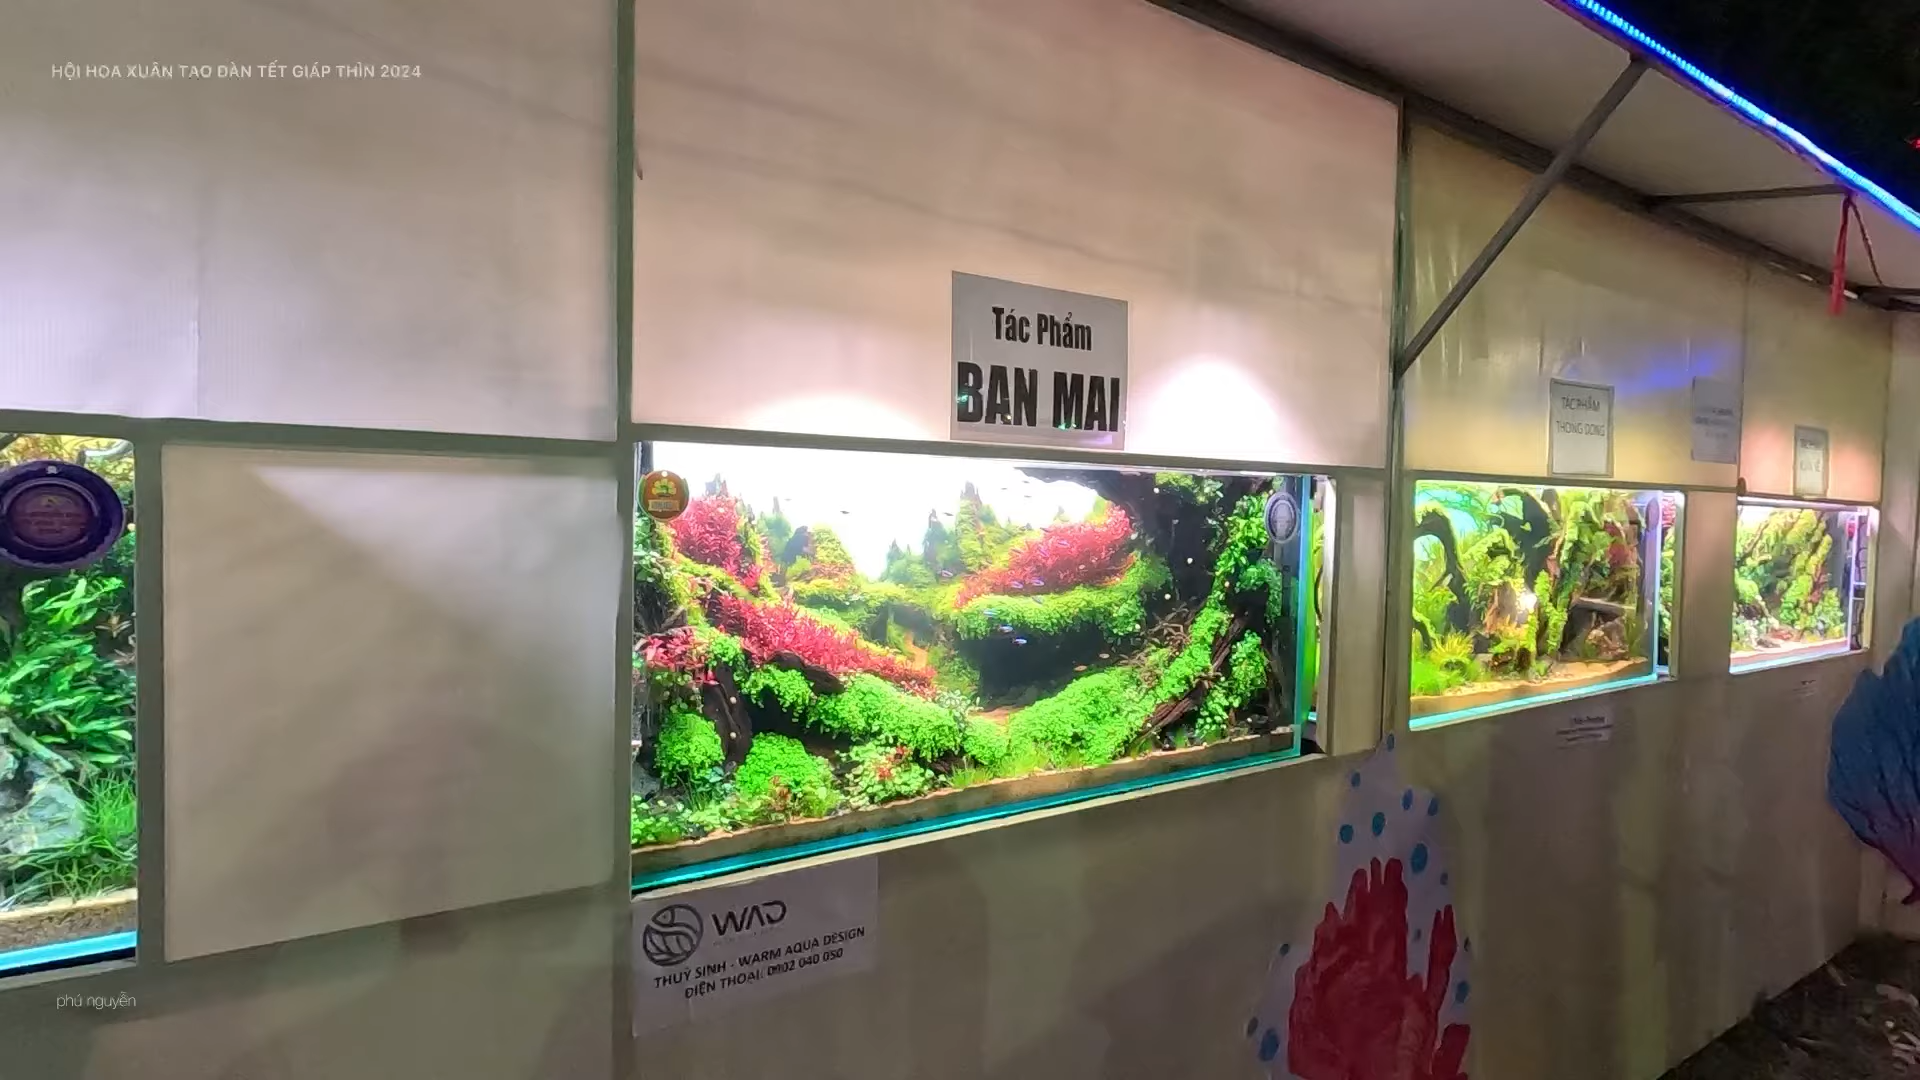 HỘI HOA XUÂN TAO ĐÀN TẾT GIÁP THÌN 2024
Tác Phẩm
BAN MAI
TÁC PHẨM
THONG DONG
WAD
THUỶ SINH - WARM AQUA DESIGN
ĐIỆN THOẠI: 0902 040 050
phú nguyễn